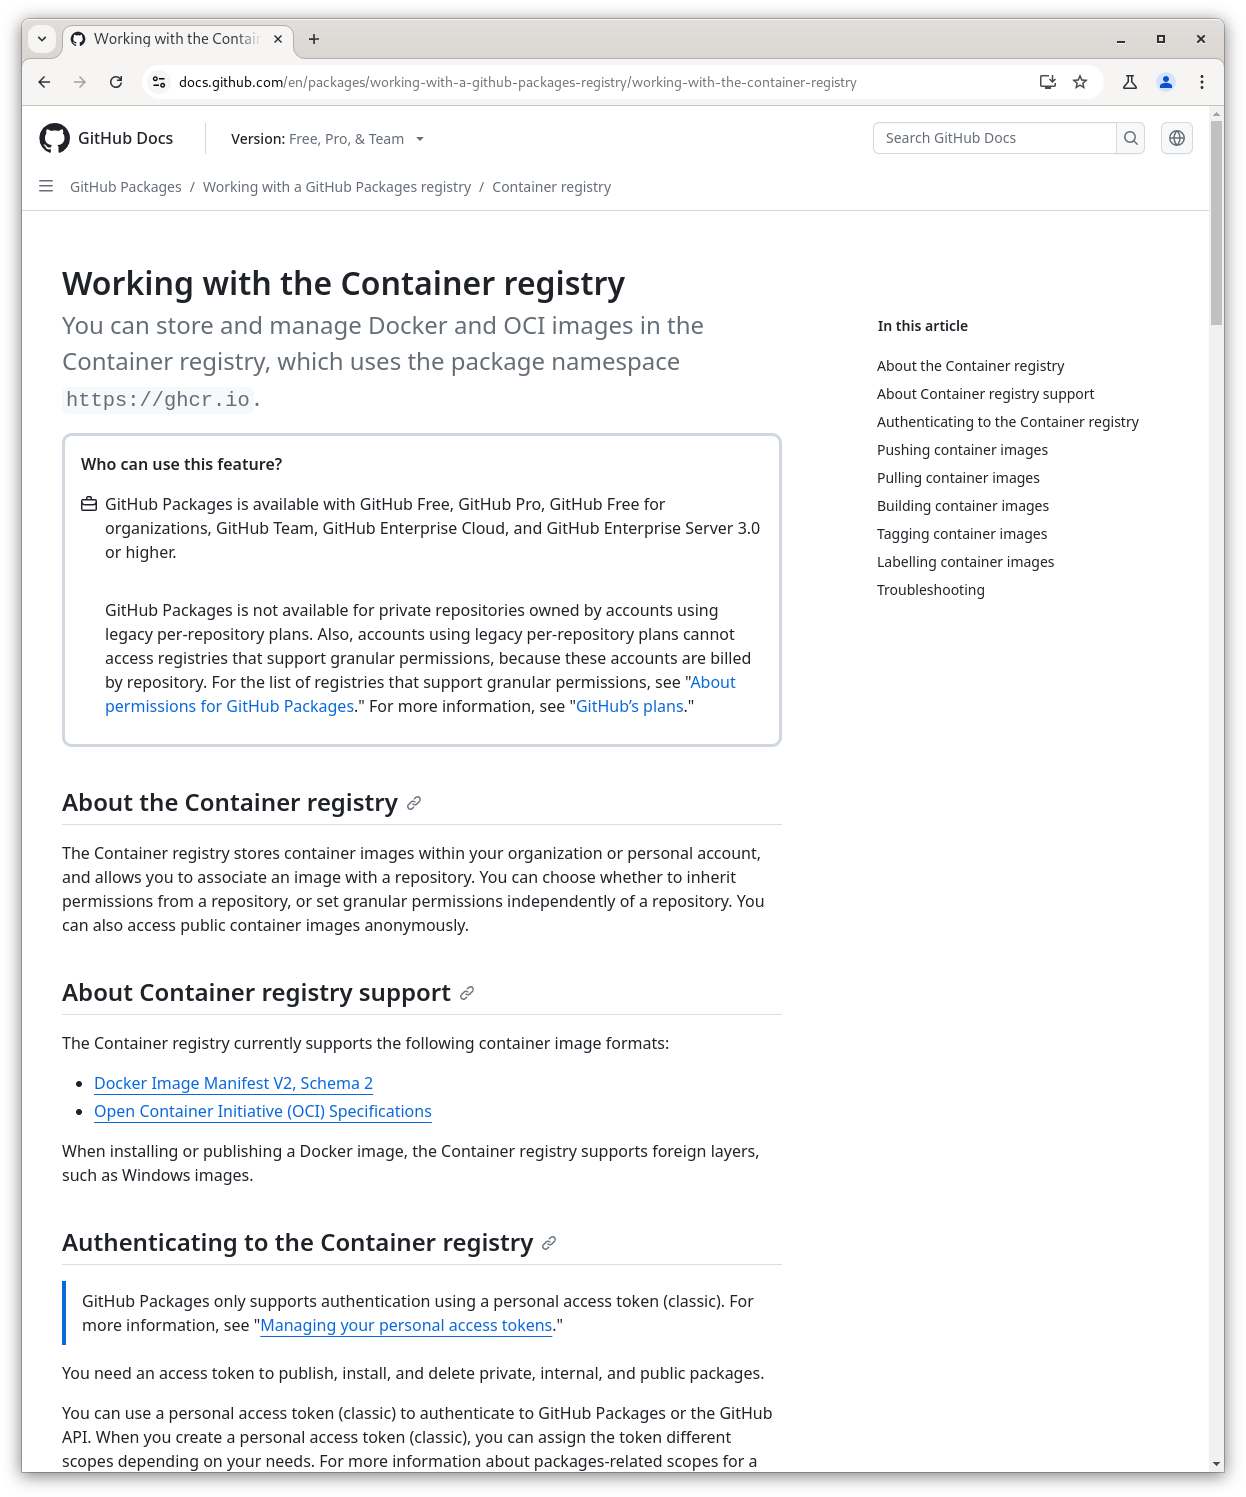 Working with the Contain
docs.github.com/en/packages/working-with-a-github-packages-registry/working-with-the-container-registry
GitHub Docs
Version: Free, Pro, & Team
Search GitHub Docs
GitHub Packages / Working with a GitHub Packages registry / Container registry
Working with the Container registry
You can store and manage Docker and OCI images in the
Container registry, which uses the package namespace
https://ghcr.io.
In this article
About the Container registry
About Container registry support
Authenticating to the Container registry
Pushing container images
Pulling container images
Building container images
Tagging container images
Labelling container images
Troubleshooting
Who can use this feature?
GitHub Packages is available with GitHub Free, GitHub Pro, GitHub Free for
organizations, GitHub Team, GitHub Enterprise Cloud, and GitHub Enterprise Server 3.0
or higher.
GitHub Packages is not available for private repositories owned by accounts using
legacy per-repository plans. Also, accounts using legacy per-repository plans cannot
access registries that support granular permissions, because these accounts are billed
by repository. For the list of registries that support granular permissions, see "About
permissions for GitHub Packages." For more information, see "GitHub’s plans."
About the Container registry
The Container registry stores container images within your organization or personal account,
and allows you to associate an image with a repository. You can choose whether to inherit
permissions from a repository, or set granular permissions independently of a repository. You
can also access public container images anonymously.
About Container registry support
The Container registry currently supports the following container image formats:
• Docker Image Manifest V2, Schema 2
• Open Container Initiative (OCI) Specifications
When installing or publishing a Docker image, the Container registry supports foreign layers,
such as Windows images.
Authenticating to the Container registry
GitHub Packages only supports authentication using a personal access token (classic). For
more information, see "Managing your personal access tokens."
You need an access token to publish, install, and delete private, internal, and public packages.
You can use a personal access token (classic) to authenticate to GitHub Packages or the GitHub
API. When you create a personal access token (classic), you can assign the token different
scopes depending on your needs. For more information about packages-related scopes for a